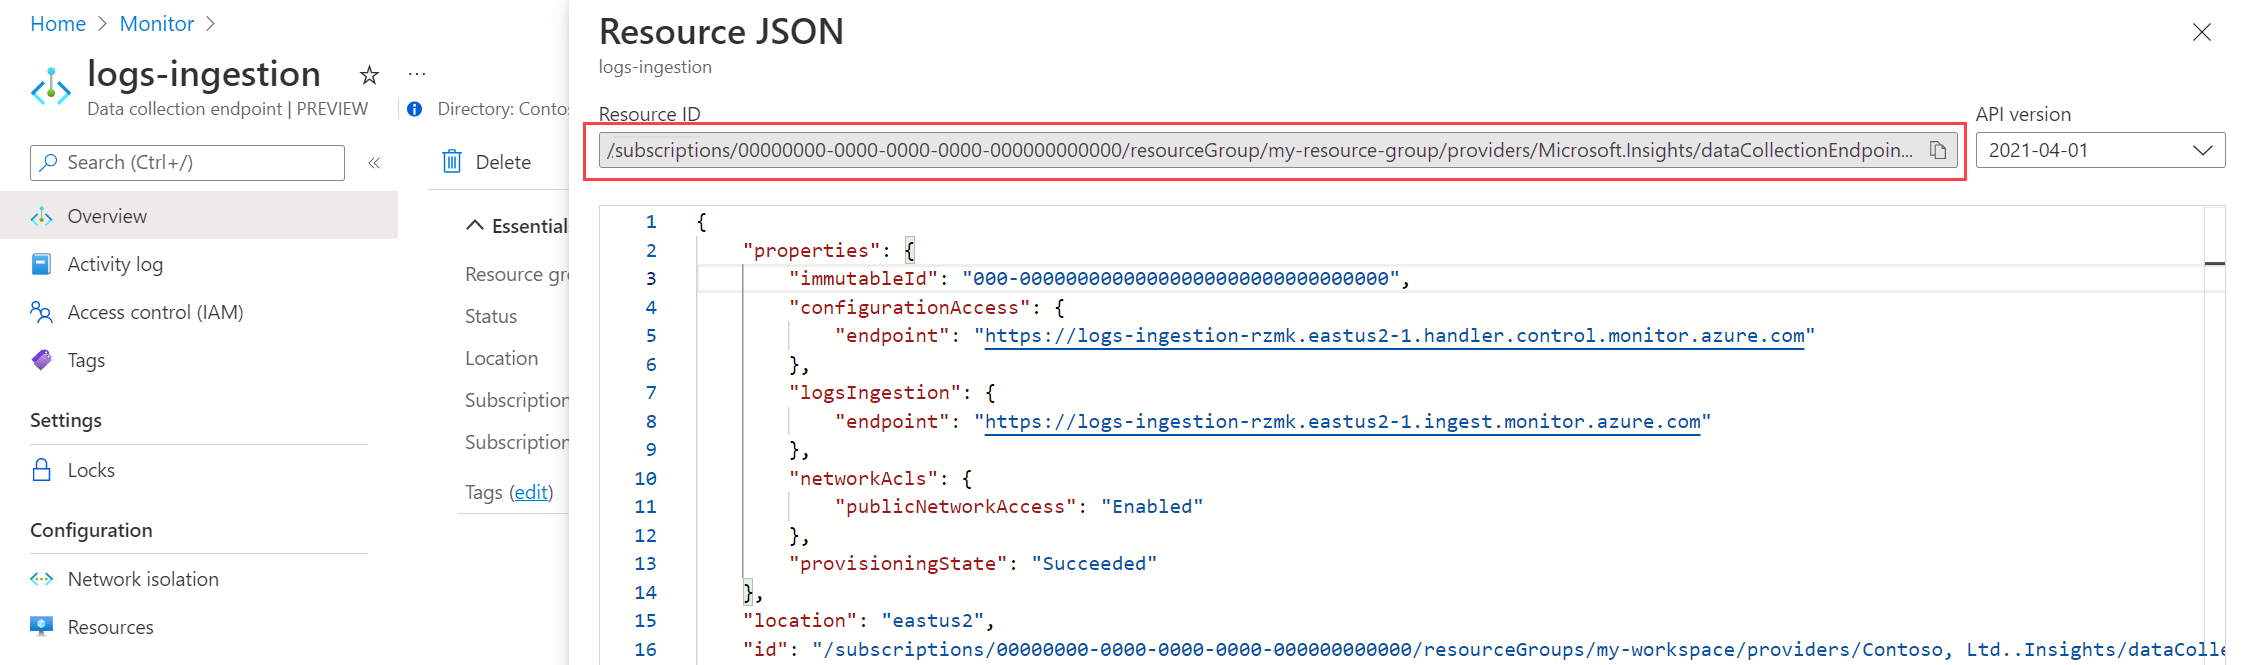 Home > Monitor >
logs-ingestion
Data collection endpoint | PREVIEW
Directory: Conto
Search (Ctrl+/)
«
Delete
Overview
Activity log
Access control (IAM)
Tags
Settings
Locks
Configuration
Network isolation
Resources
Essential
Resource gr
Status
Location
Subscription
Subscription
Tags (edit)
Resource JSON
logs-ingestion
Resource ID
/subscriptions/00000000-0000-0000-0000-000000000000/resourceGroup/my-resource-group/providers/Microsoft.Insights/dataCollectionEndpoin...
API version
2021-04-01
1 {
2 "properties": {
3 "immutableId": "000-00000000000000000000000000000000",
4 "configurationAccess": {
5 "endpoint": "https://logs-ingestion-rzmk.eastus2-1.handler.control.monitor.azure.com"
6 },
7 "logsIngestion": {
8 "endpoint": "https://logs-ingestion-rzmk.eastus2-1.ingest.monitor.azure.com"
9 },
10 "networkAcls": {
11 "publicNetworkAccess": "Enabled"
12 },
13 "provisioningState": "Succeeded"
14 },
15 "location": "eastus2",
16 "id": "/subscriptions/00000000-0000-0000-0000-000000000000/resourceGroups/my-workspace/providers/Contoso, Ltd..Insights/dataColle